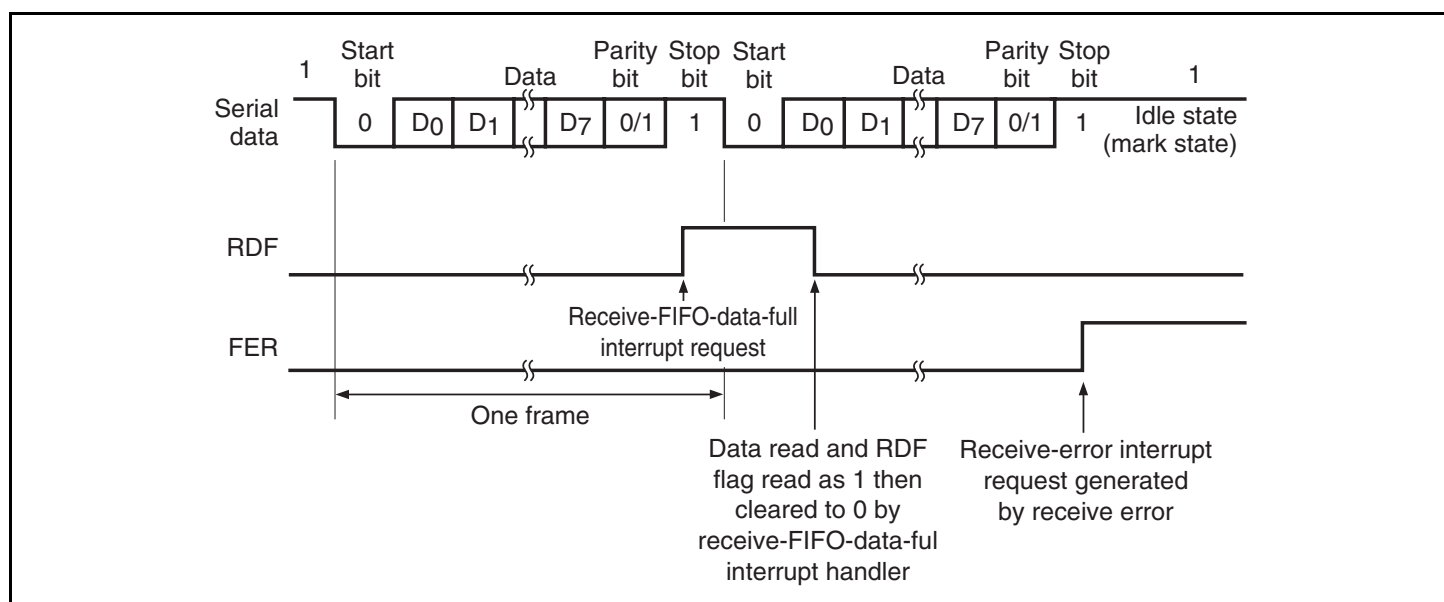 1
Start
bit
Data
Parity
bit
Stop
bit
Start
bit
Data
Parity
bit
Stop
bit
1
Serial
data
0 D0 D1 D7 0/1 1 0 D0 D1 D7 0/1 1
Idle state
(mark state)
RDF
Receive-FIFO-data-full
interrupt request
FER
One frame
Data read and RDF
flag read as 1 then
cleared to 0 by
receive-FIFO-data-ful
interrupt handler
Receive-error interrupt
request generated
by receive error